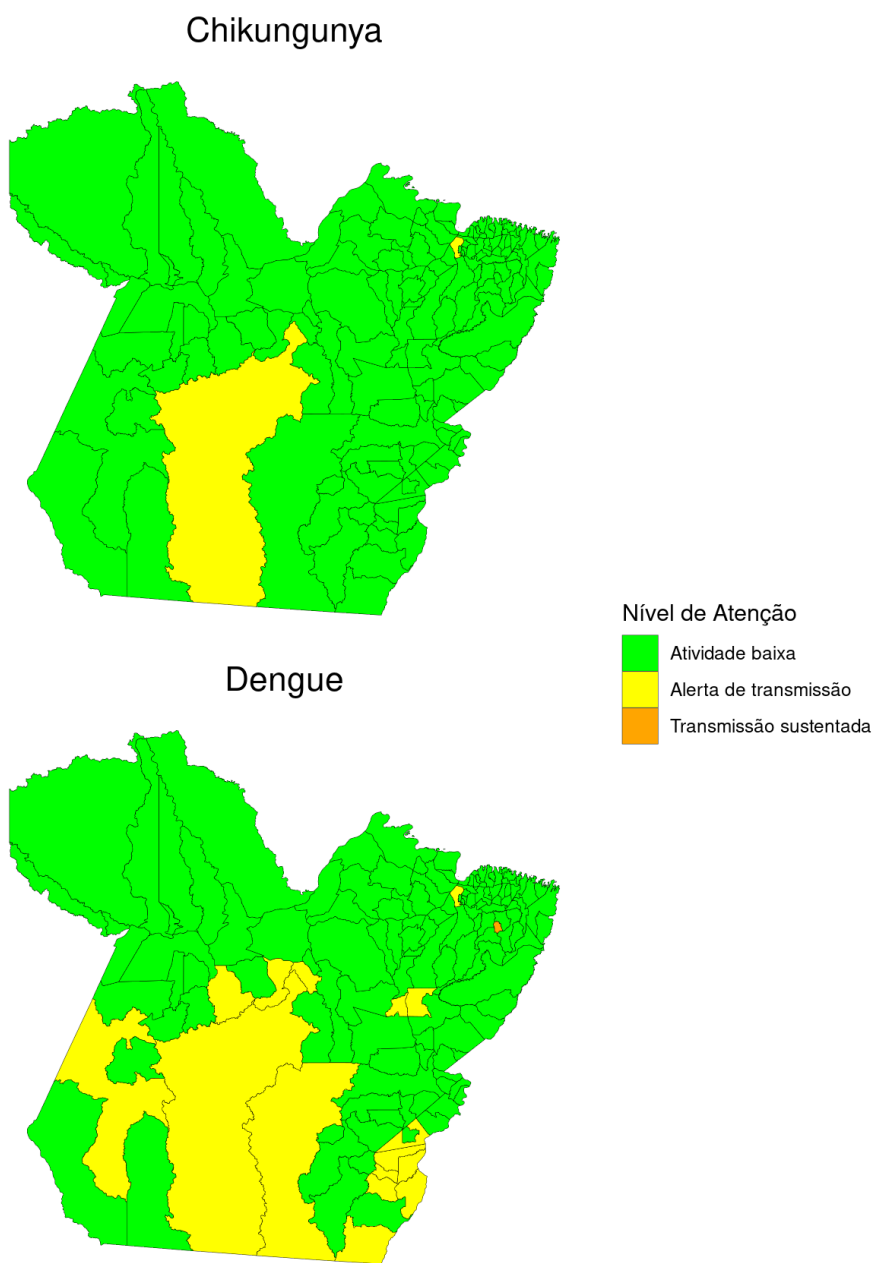 Chikungunya
Dengue
Nível de Atenção
Atividade baixa
Alerta de transmissão
Transmissão sustentada